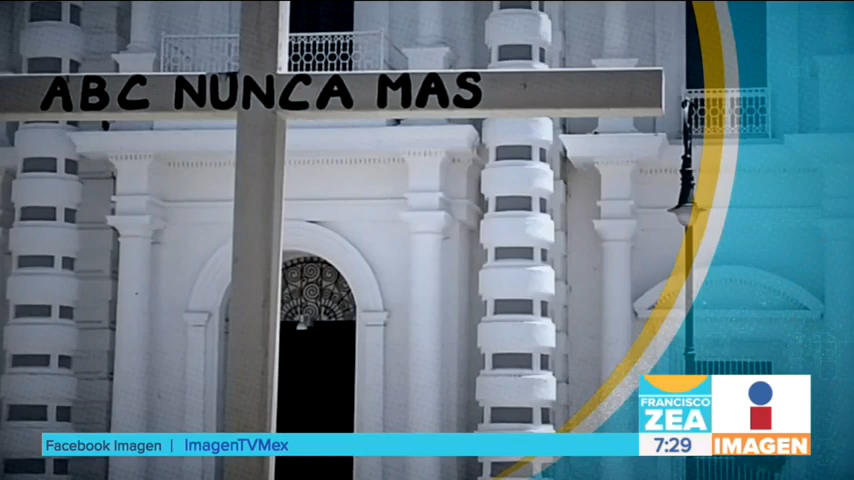 ABC NUNCA MAS
FRANCISCO
ZEA
7:29
IMAGEN
Facebook Imagen | ImagenTVMex